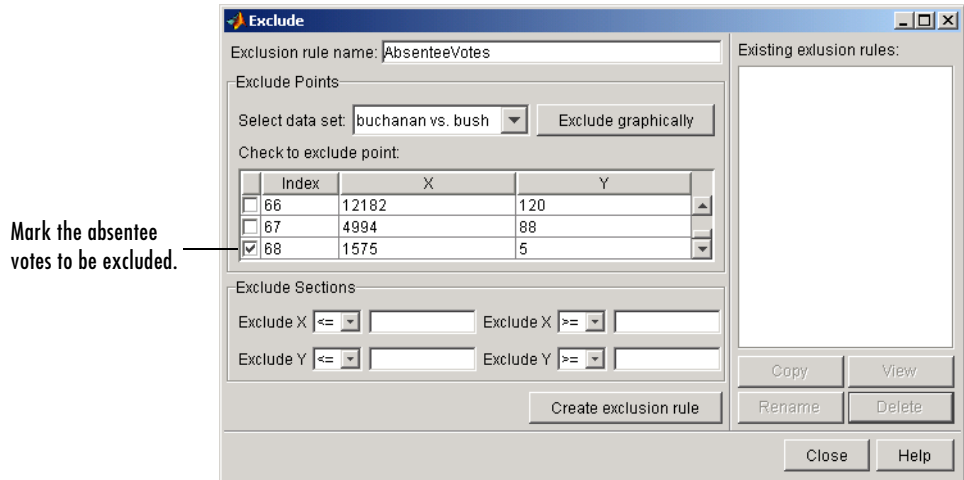 Exclude
Exclusion rule name: AbsenteeVotes
Existing exlusion rules:
Exclude Points
Select data set: buchanan vs. bush Exclude graphically
Check to exclude point:
Index X Y
66 12182 120
67 4994 88
68 1575 5
Mark the absentee
votes to be excluded.
Exclude Sections
Exclude X <= Exclude X >=
Exclude Y <= Exclude Y >=
Copy View
Create exclusion rule
Rename Delete
Close Help